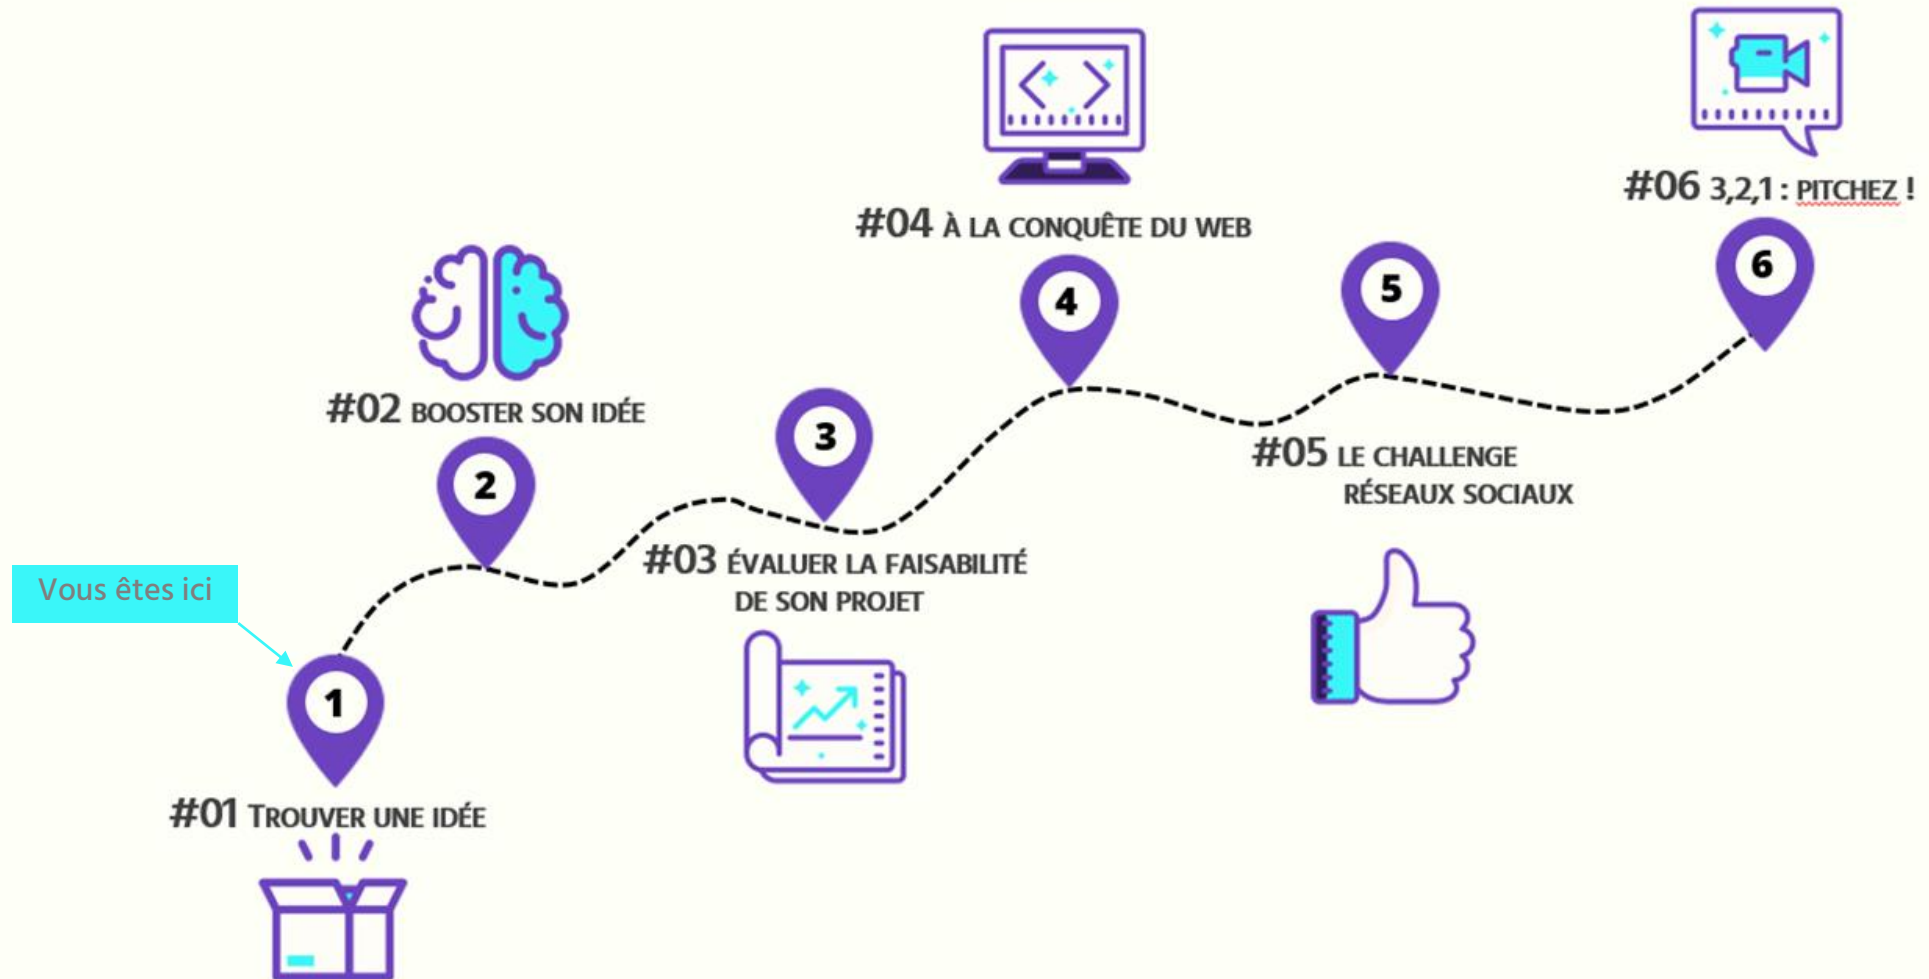 #06 3,2,1 : PITCHEZ !
6
#04 À LA CONQUÊTE DU WEB
4
5
#02 BOOSTER SON IDÉE
2
3
#05 LE CHALLENGE
RÉSEAUX SOCIAUX
#03 ÉVALUER LA FAISABILITÉ
DE SON PROJET
Vous êtes ici
1
#01 TROUVER UNE IDÉE